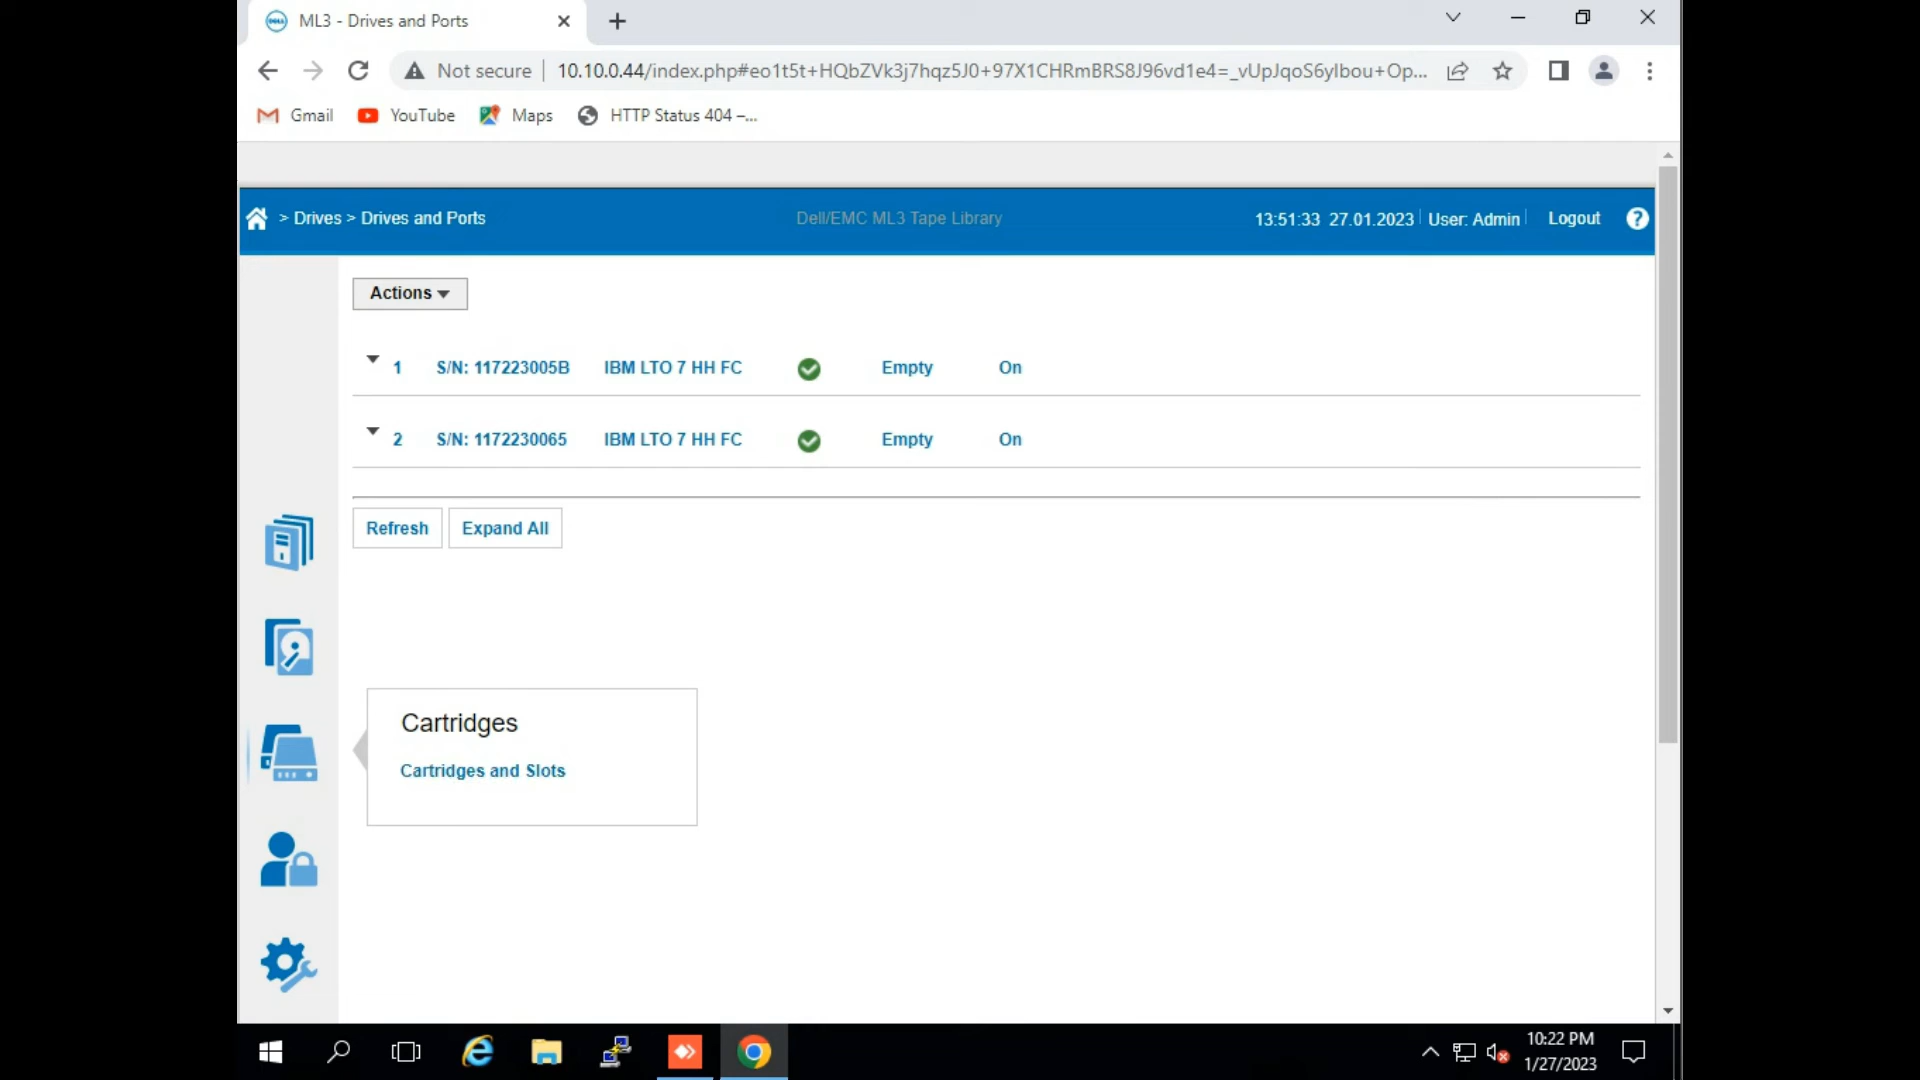 ML3 - Drives and Ports
Not secure 10.10.0.44/index.php#eo1t5t+HQbZVk3j7hqz5J0+97X1CHRmBRS8J96vd1e4=_vUpJqoS6ylbou+Op...
Gmail YouTube Maps HTTP Status 404 –...
> Drives > Drives and Ports Dell/EMC ML3 Tape Library 13:51:33 27.01.2023 User: Admin Logout ?
Actions
1 S/N: 117223005B IBM LTO 7 HH FC Empty On
2 S/N: 1172230065 IBM LTO 7 HH FC Empty On
Refresh Expand All
Cartridges
Cartridges and Slots
10:22 PM
1/27/2023